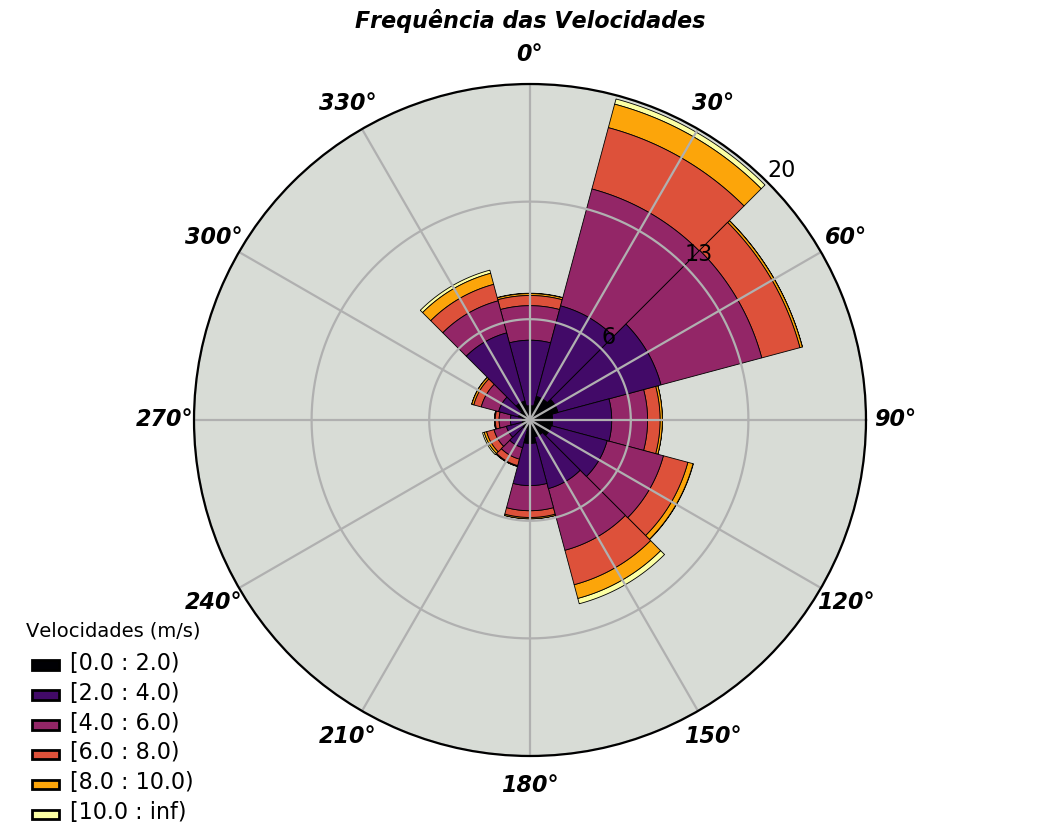 Frequência das Velocidades
0°
330°
30°
20
300°
60°
13
6
270°
90°
240°
120°
210°
150°
180°
Velocidades (m/s)
[0.0 : 2.0)
[2.0 : 4.0)
[4.0 : 6.0)
[6.0 : 8.0)
[8.0 : 10.0)
[10.0 : inf)